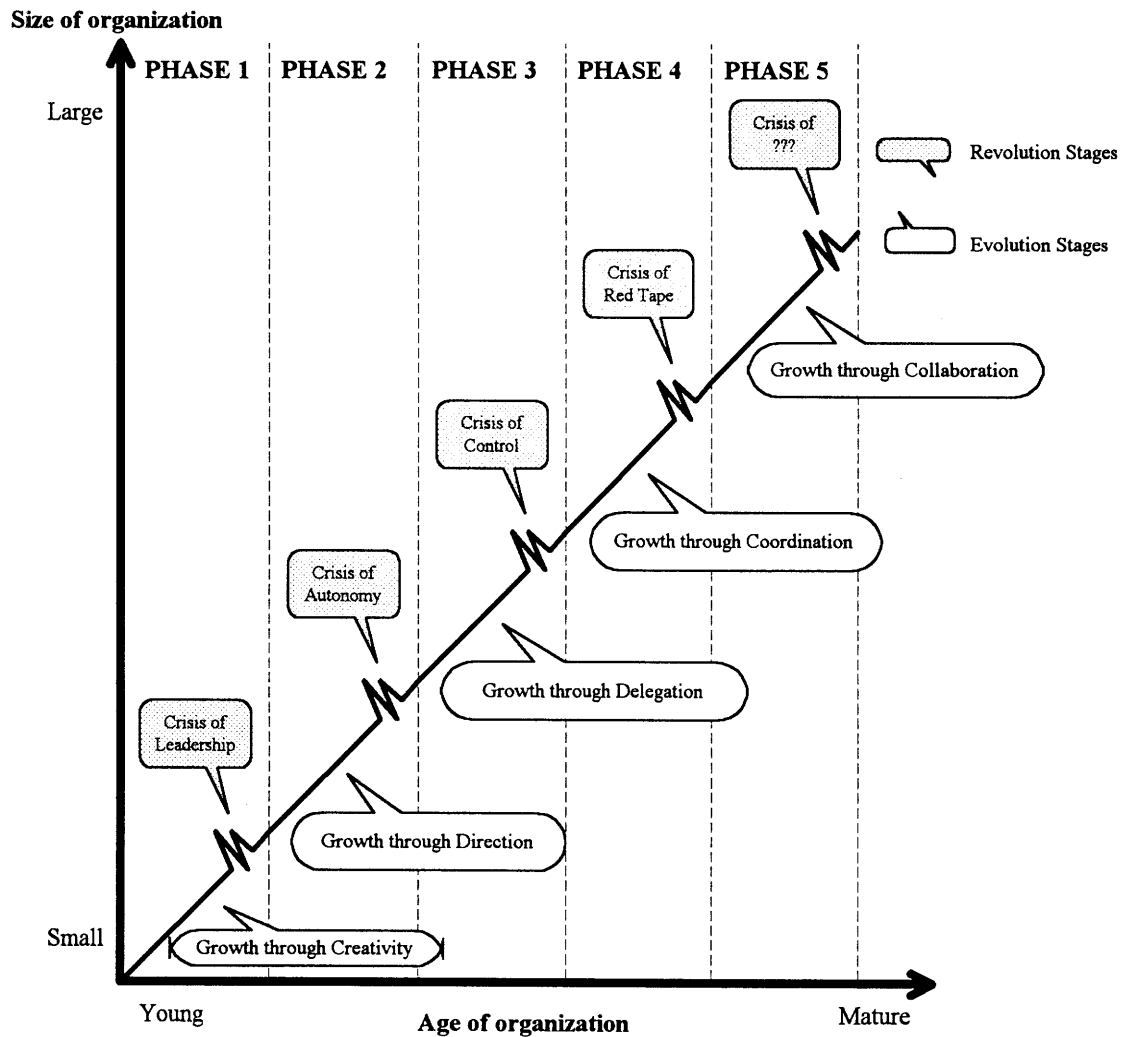 Size of organization
PHASE 1
PHASE 2
PHASE 3
PHASE 4
PHASE 5
Large
Crisis of
???
Revolution Stages
Evolution Stages
Crisis of
Red Tape
Growth through Collaboration
Crisis of
Control
Growth through Coordination
Crisis of
Autonomy
Growth through Delegation
Crisis of
Leadership
Growth through Direction
Small
Growth through Creativity
Young
Age of organization
Mature